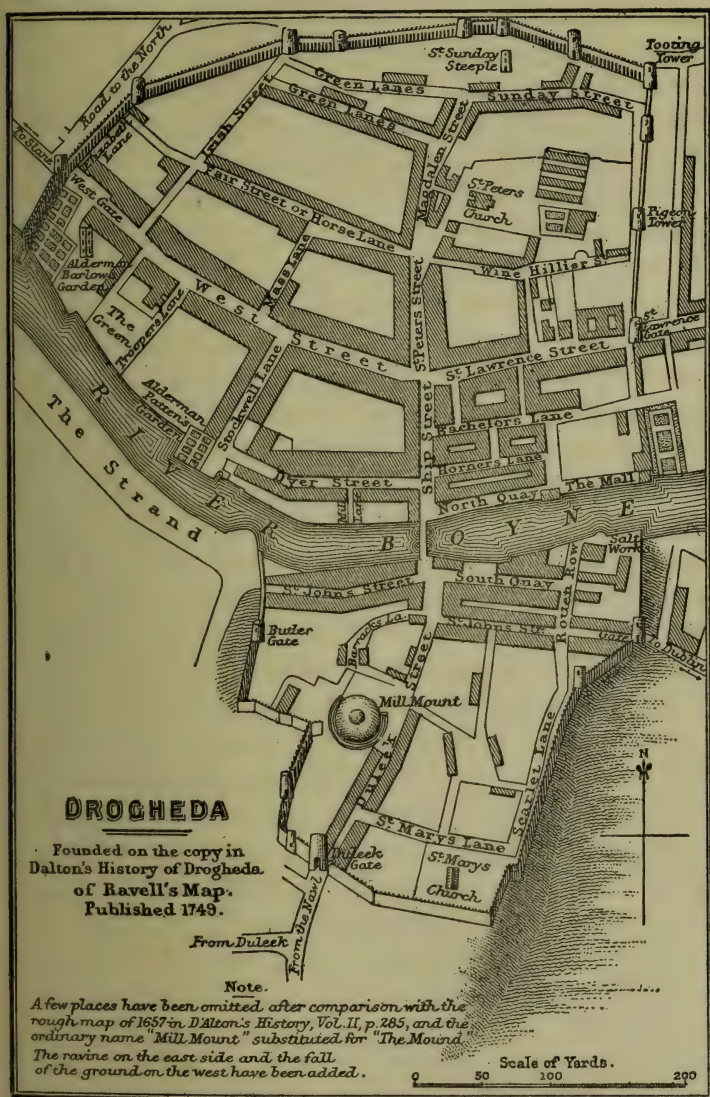 Road to the North
To Slane
St Sunday
Steeple
Tooting
Tower
Green Lanes
Green Lanes
Sunday Street
Irish Street
Lane
Magdalen Street
Fair Street or Horse Lane
St Peters
Church
Pigeon
Tower
West Gate
Alderman
Barlows
Garden
Mass Lane
Wine Hillier St
The
Green
Troopers Lane
West Street
St Peters Street
St
Lawrence
Gate
St Lawrence Street
Alderman
Pattens
Garden
Stockwell Lane
Ship Street
Bachelors Lane
Horners Lane
The Strand
Dyer Street
Mill
Lane
North Quay
The Mall
RIVER BOYNE
Salt
Works
St Johns Street
South Quay
Rouen Row
Butler
Gate
Barracks La.
St Johns Str.
Gate
To Dublin
Mill Mount
Duleek Street
Scarlet Lane
N
St Marys Lane
Duleek
Gate
St Marys
Church
DROGHEDA
Founded on the copy in
Dalton's History of Drogheda
of Ravell's Map.
Published 1749.
From Duleek
From the Nawl
Note.
A few places have been omitted after comparison with the
rough map of 1657 in D'Alton's History, Vol. II, p. 285, and the
ordinary name "Mill Mount" substituted for "The Mound"
The ravine on the east side and the fall
of the ground on the west have been added.
Scale of Yards.
0 50 100 200